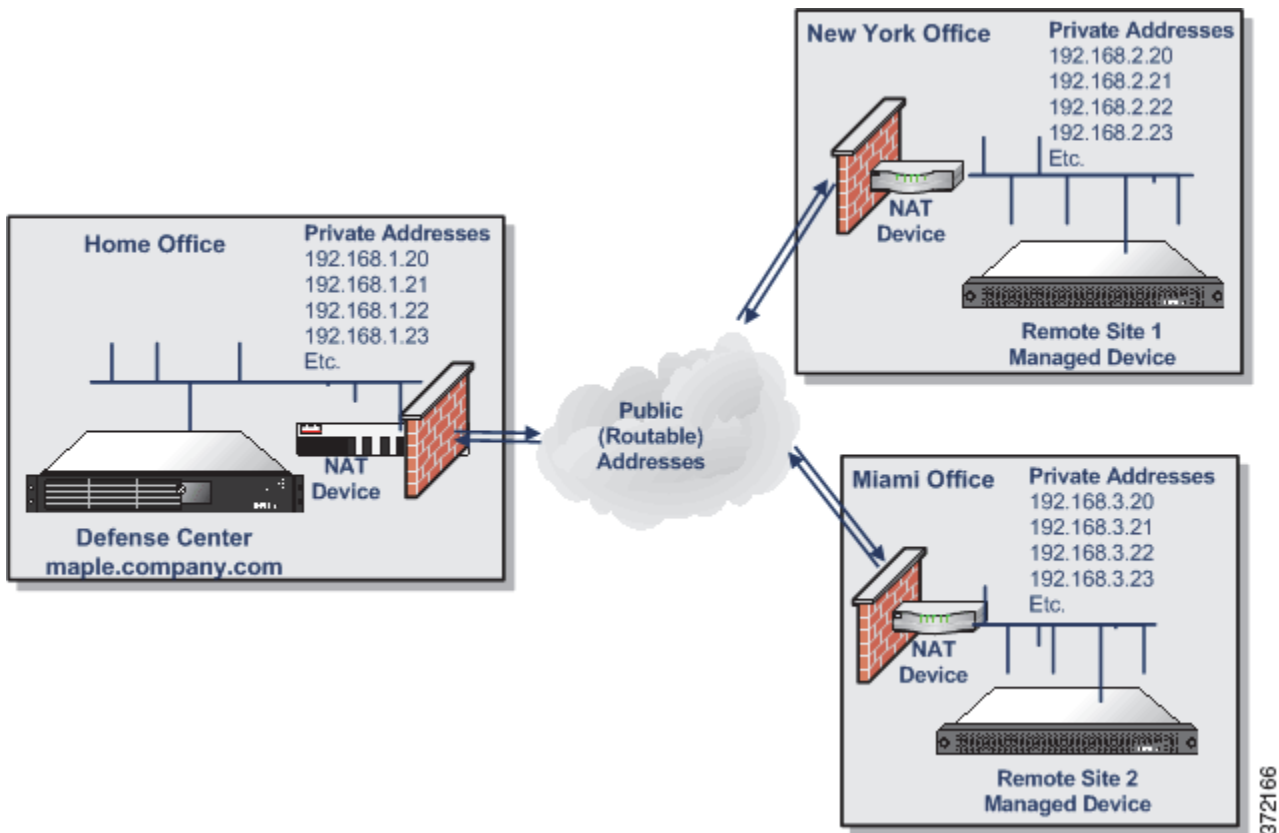 Home Office
Private Addresses
192.168.1.20
192.168.1.21
192.168.1.22
192.168.1.23
Etc.
NAT
Device
Defense Center
maple.company.com
Public
(Routable)
Addresses
New York Office
Private Addresses
192.168.2.20
192.168.2.21
192.168.2.22
192.168.2.23
Etc.
NAT
Device
Remote Site 1
Managed Device
Miami Office
Private Addresses
192.168.3.20
192.168.3.21
192.168.3.22
192.168.3.23
Etc.
NAT
Device
Remote Site 2
Managed Device
372166